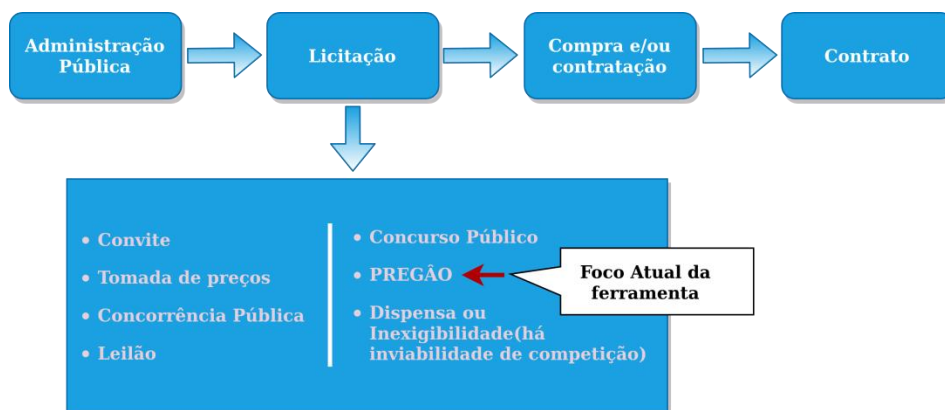 Administração
Pública
Licitação
Compra e/ou
contratação
Contrato
• Convite
• Tomada de preços
• Concorrência Pública
• Leilão
• Concurso Público
• PREGÂO
• Dispensa ou
Inexigibilidade(há
inviabilidade de competição)
Foco Atual da
ferramenta